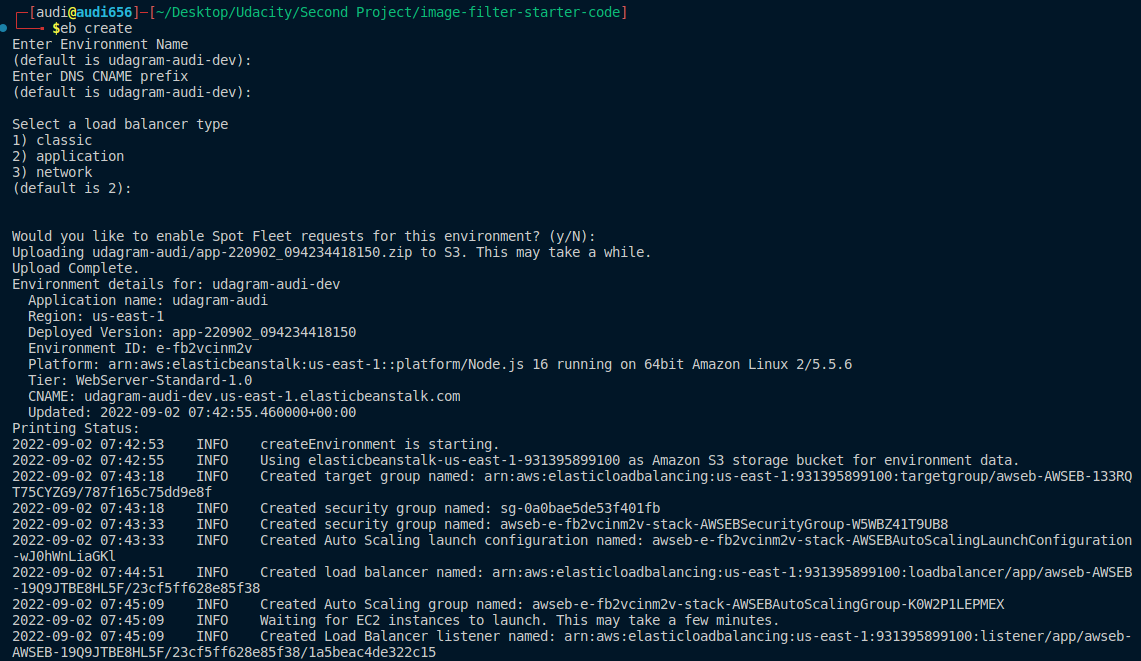 [audi@audi656]-[~/Desktop/Udacity/Second Project/image-filter-starter-code]
$eb create
Enter Environment Name
(default is udagram-audi-dev):
Enter DNS CNAME prefix
(default is udagram-audi-dev):
Select a load balancer type
1) classic
2) application
3) network
(default is 2):
Would you like to enable Spot Fleet requests for this environment? (y/N):
Uploading udagram-audi/app-220902_094234418150.zip to S3. This may take a while.
Upload Complete.
Environment details for: udagram-audi-dev
  Application name: udagram-audi
  Region: us-east-1
  Deployed Version: app-220902_094234418150
  Environment ID: e-fb2vcinm2v
  Platform: arn:aws:elasticbeanstalk:us-east-1::platform/Node.js 16 running on 64bit Amazon Linux 2/5.5.6
  Tier: WebServer-Standard-1.0
  CNAME: udagram-audi-dev.us-east-1.elasticbeanstalk.com
  Updated: 2022-09-02 07:42:55.460000+00:00
Printing Status:
2022-09-02 07:42:53    INFO    createEnvironment is starting.
2022-09-02 07:42:55    INFO    Using elasticbeanstalk-us-east-1-931395899100 as Amazon S3 storage bucket for environment data.
2022-09-02 07:43:18    INFO    Created target group named: arn:aws:elasticloadbalancing:us-east-1:931395899100:targetgroup/awseb-AWSEB-133RQ
T75CYZG9/787f165c75dd9e8f
2022-09-02 07:43:18    INFO    Created security group named: sg-0a0bae5de53f401fb
2022-09-02 07:43:33    INFO    Created security group named: awseb-e-fb2vcinm2v-stack-AWSEBSecurityGroup-W5WBZ41T9UB8
2022-09-02 07:43:33    INFO    Created Auto Scaling launch configuration named: awseb-e-fb2vcinm2v-stack-AWSEBAutoScalingLaunchConfiguration
-wJ0hWnLiaGKl
2022-09-02 07:44:51    INFO    Created load balancer named: arn:aws:elasticloadbalancing:us-east-1:931395899100:loadbalancer/app/awseb-AWSEB
-19Q9JTBE8HL5F/23cf5ff628e85f38
2022-09-02 07:45:09    INFO    Created Auto Scaling group named: awseb-e-fb2vcinm2v-stack-AWSEBAutoScalingGroup-K0W2P1LEPMEX
2022-09-02 07:45:09    INFO    Waiting for EC2 instances to launch. This may take a few minutes.
2022-09-02 07:45:09    INFO    Created Load Balancer listener named: arn:aws:elasticloadbalancing:us-east-1:931395899100:listener/app/awseb-
AWSEB-19Q9JTBE8HL5F/23cf5ff628e85f38/1a5beac4de322c15